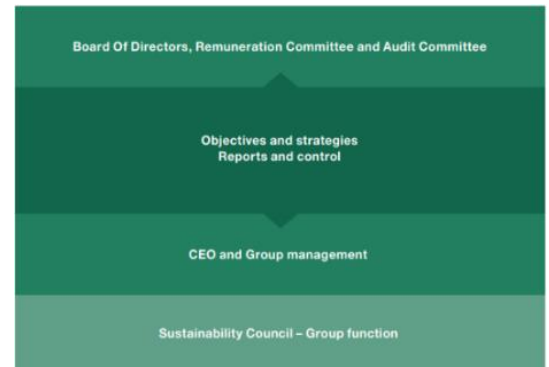 Board Of Directors, Remuneration Committee and Audit Committee
Objectives and strategies
Reports and control
CEO and Group management
Sustainability Council – Group function